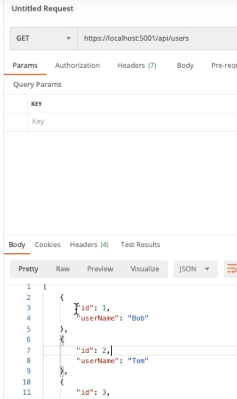 Untitled Request
GET https://localhost:5001/api/users
Params Authorization Headers (7) Body Pre-req
Query Params
KEY
Key
Body Cookies Headers (4) Test Results
Pretty Raw Preview Visualize JSON
1 [
2 {
3 "id": 1,
4 "userName": "Bob"
5 },
6 {
7 "id": 2,
8 "userName": "Tom"
9 },
10 {
11 "id": 3,